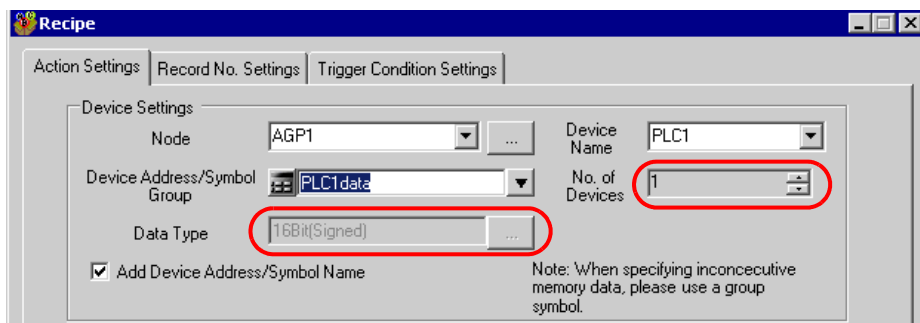 Recipe
Action Settings Record No. Settings Trigger Condition Settings
Device Settings
Node AGP1 ... Device Name PLC1
Device Address/Symbol Group PLC1data No. of Devices 1
Data Type 16Bit(Signed) ...
Add Device Address/Symbol Name
Note: When specifying inconcecutive
memory data, please use a group
symbol.